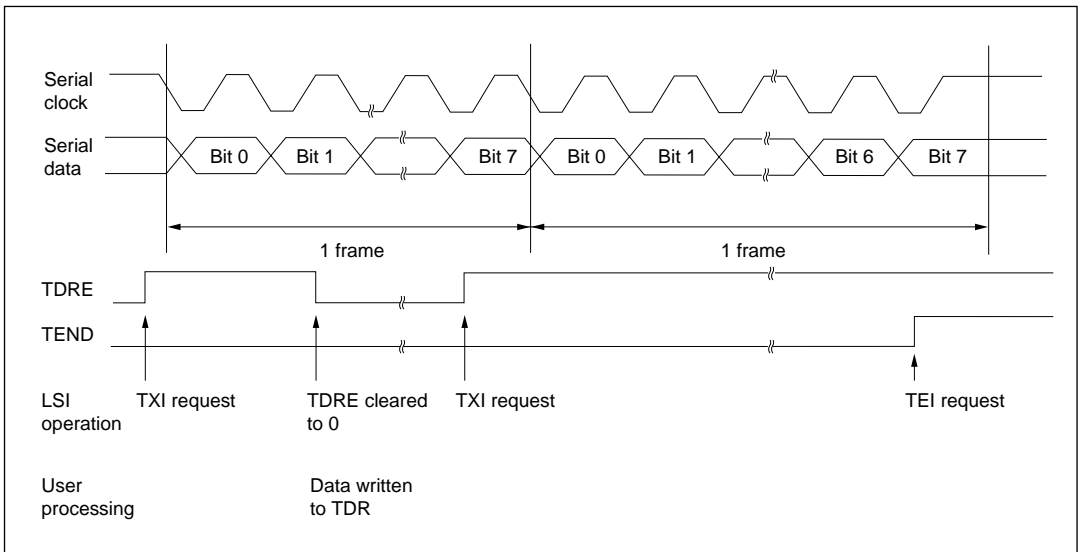 Serial
clock
Serial
data
Bit 0 Bit 1 Bit 7 Bit 0 Bit 1 Bit 6 Bit 7
1 frame 1 frame
TDRE
TEND
LSI
operation
TXI request
TDRE cleared
to 0
TXI request
TEI request
User
processing
Data written
to TDR